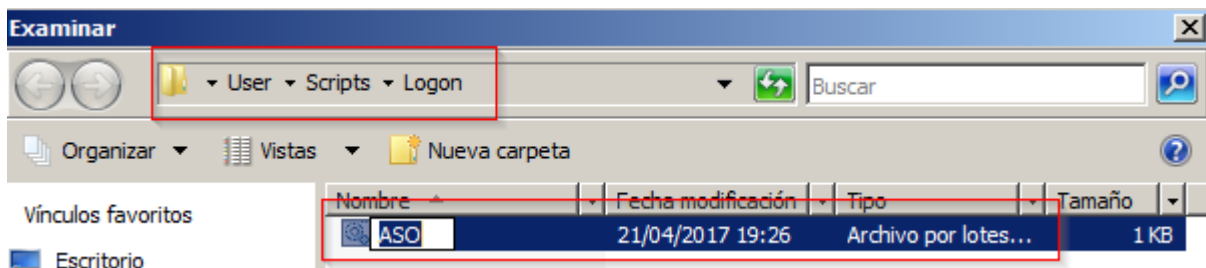 Examinar
User Scripts Logon
Buscar
Organizar Vistas Nueva carpeta
Vínculos favoritos
Nombre Fecha modificación Tipo Tamaño
ASO 21/04/2017 19:26 Archivo por lotes... 1 KB
Escritorio